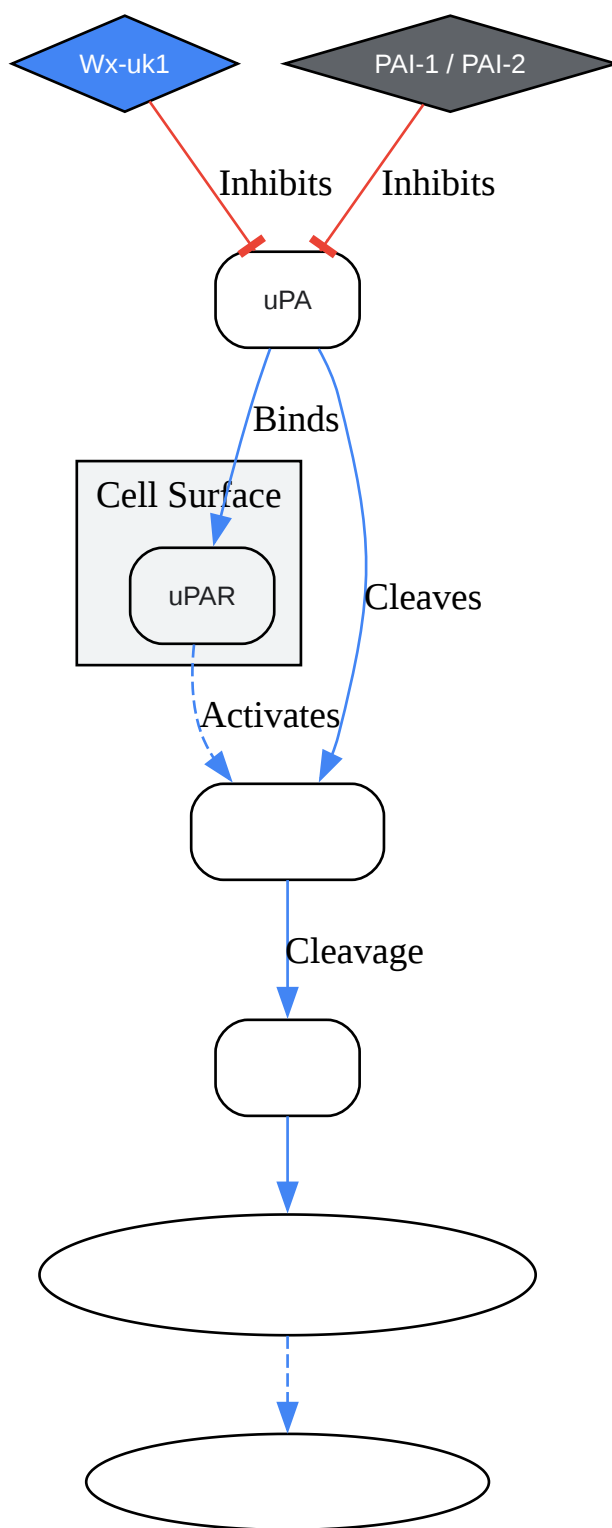 Wx-uk1
PAI-1 / PAI-2
Inhibits
Inhibits
uPA
Binds
Cell Surface
uPAR
Cleaves
Activates
Cleavage